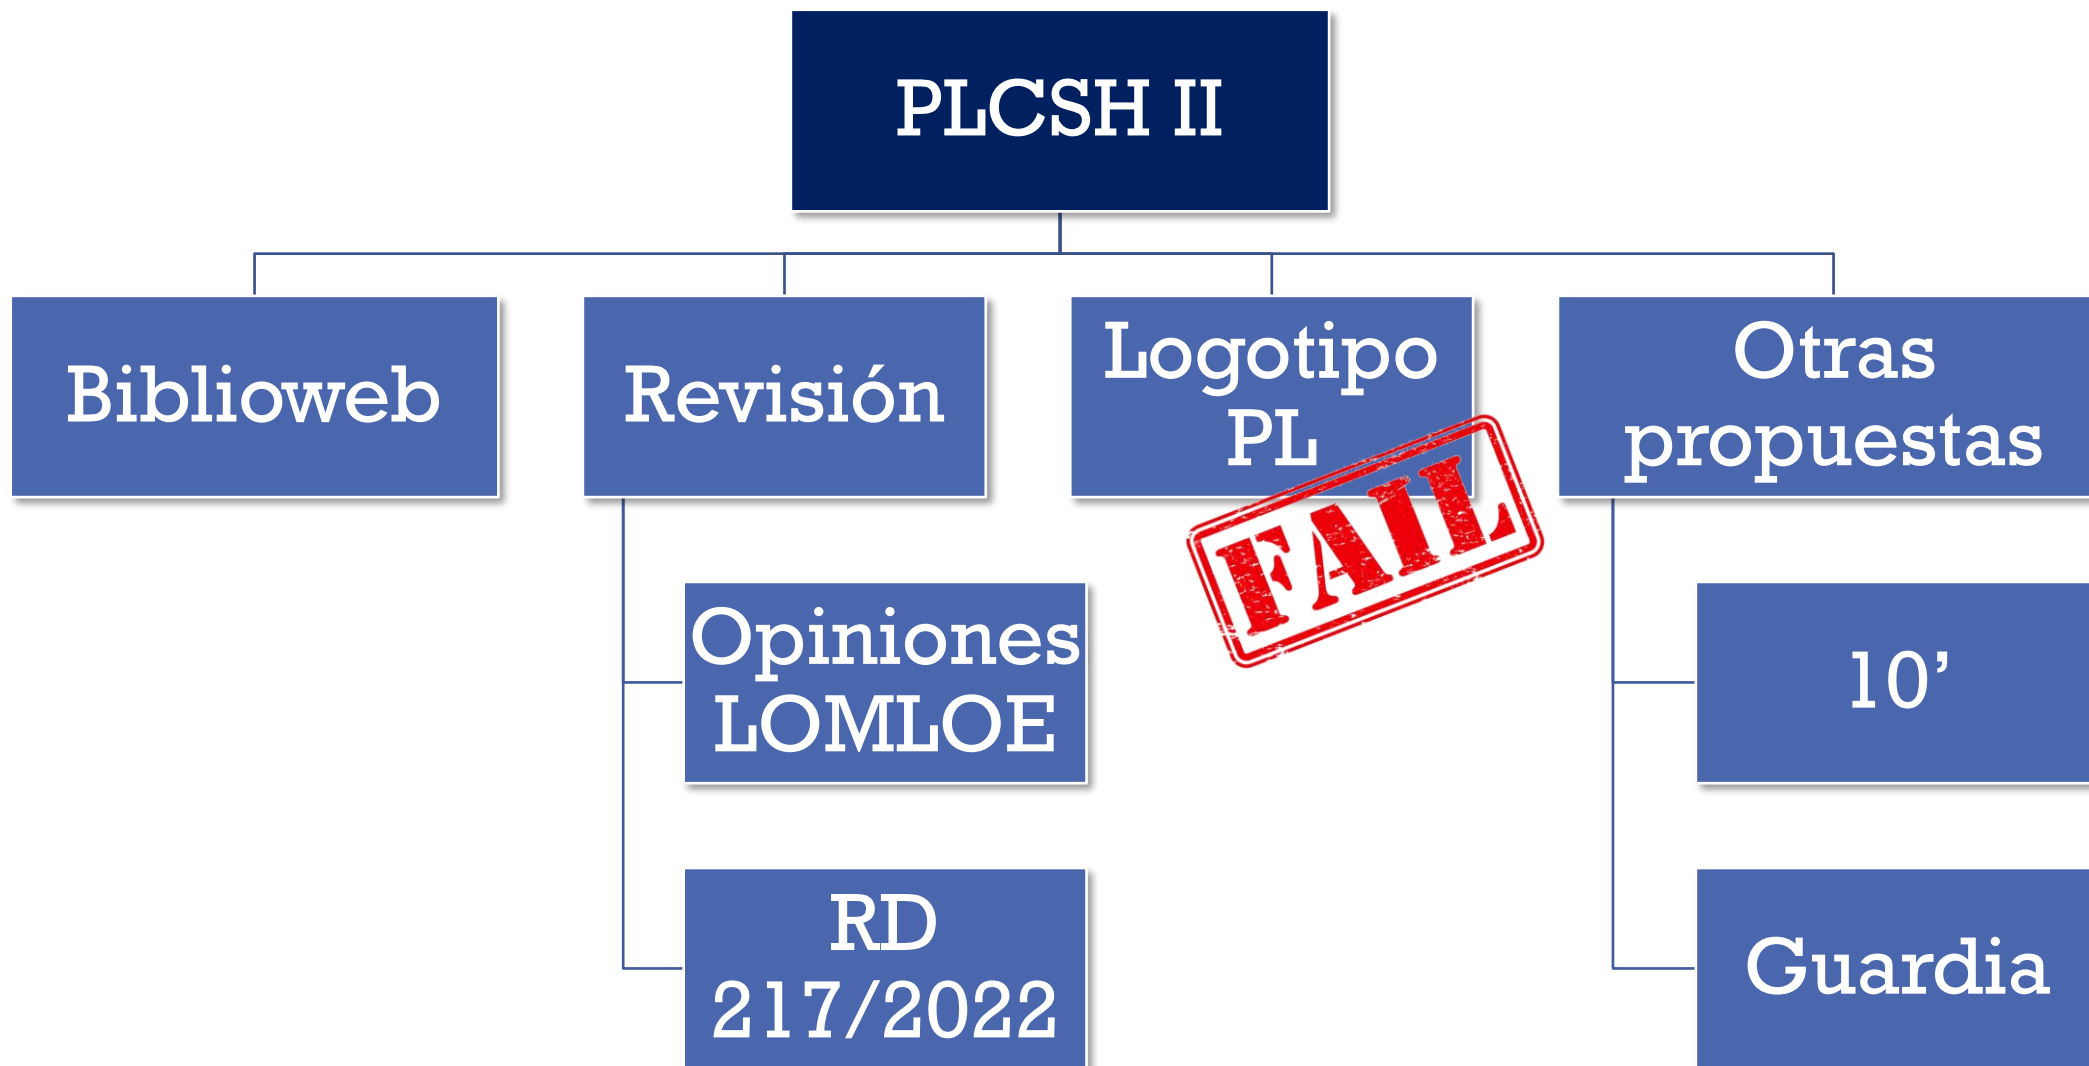 PLCSH II
Biblioweb
Revisión
Logotipo
PL
Otras
propuestas
FAIL
Opiniones
LOMLOE
10’
RD
217/2022
Guardia